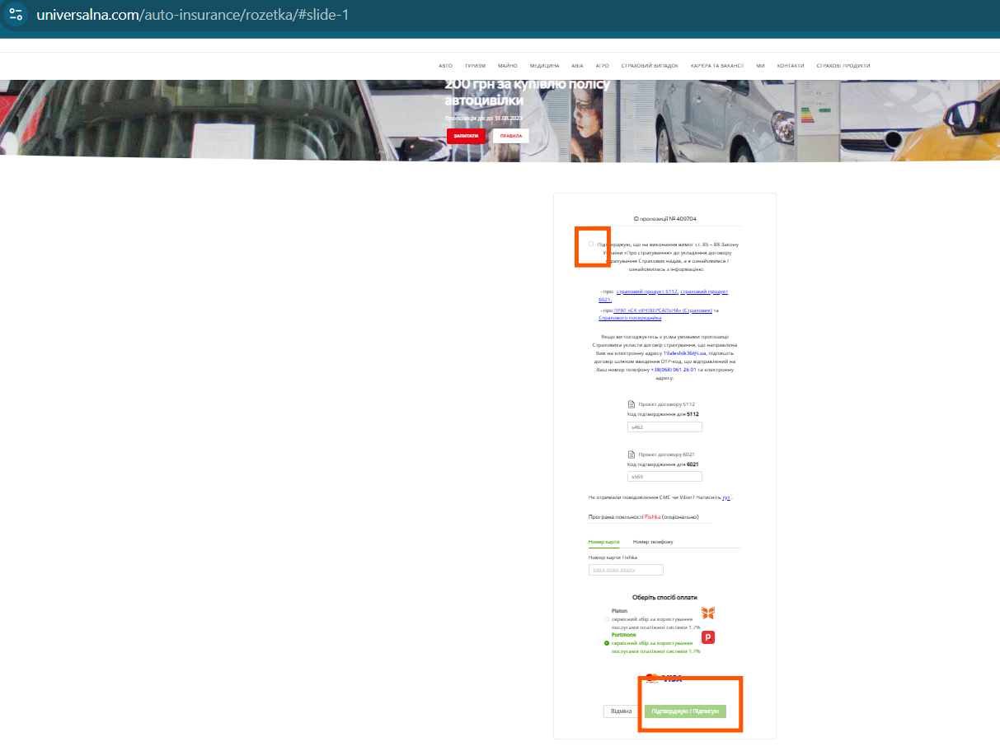 universalna.com/auto-insurance/rozetka/#slide-1
АВТО ТУРИЗМ МАЙНО МЕДИЦИНА АВІА АГРО СТРАХОВИЙ ВИПАДОК КАР'ЄРА ТА ВАКАНСІЇ МИ КОНТАКТИ СТРАХОВІ ПРОДУКТИ
200 грн за купівлю полісу
автоцивілки
Пропозиція діє до 31.08.2023
ЗАПИТАТИ ПРАВИЛА
ID пропозиції № 409704
Підтверджую, що на виконання вимог ст. 85 – 88 Закону
України «Про страхування» до укладення договору
страхування Страховик надав, а я ознайомився /
ознайомилась з інформацією:
- про: страховий продукт 5112, страховий продукт
6021,
- про ПРАТ «СК «УНІВЕРСАЛЬНА» (Страховик) та
Страхового посередника
Якщо ви погоджуєтесь з усіма умовами пропозиції
Страховика укласти договір страхування, що направлена
Вам на електронну адресу 19aleshik36@i.ua, підпишіть
договір шляхом введення ОТР-код, що відправлений на
Ваш номер телефону +38(068) 061 26 01 та електронну
адресу:
Проєкт договору 5112
Код підтвердження для 5112
s462
Проєкт договору 6021
Код підтвердження для 6021
s569
Не отримали повідомлення СМС чи Viber? Натисніть тут .
Програма лояльності Fishka (опціонально)
Номер карти Номер телефону
Номер карти Fishka
xxxx-xxxx-xxxxx
Оберіть спосіб оплати
Platon
сервісний збір за користування
послугами платіжної системи 1.7%
Portmone
сервісний збір за користування
послугами платіжної системи 1.7%
VISA
Відміна Підтверджую / Підписую